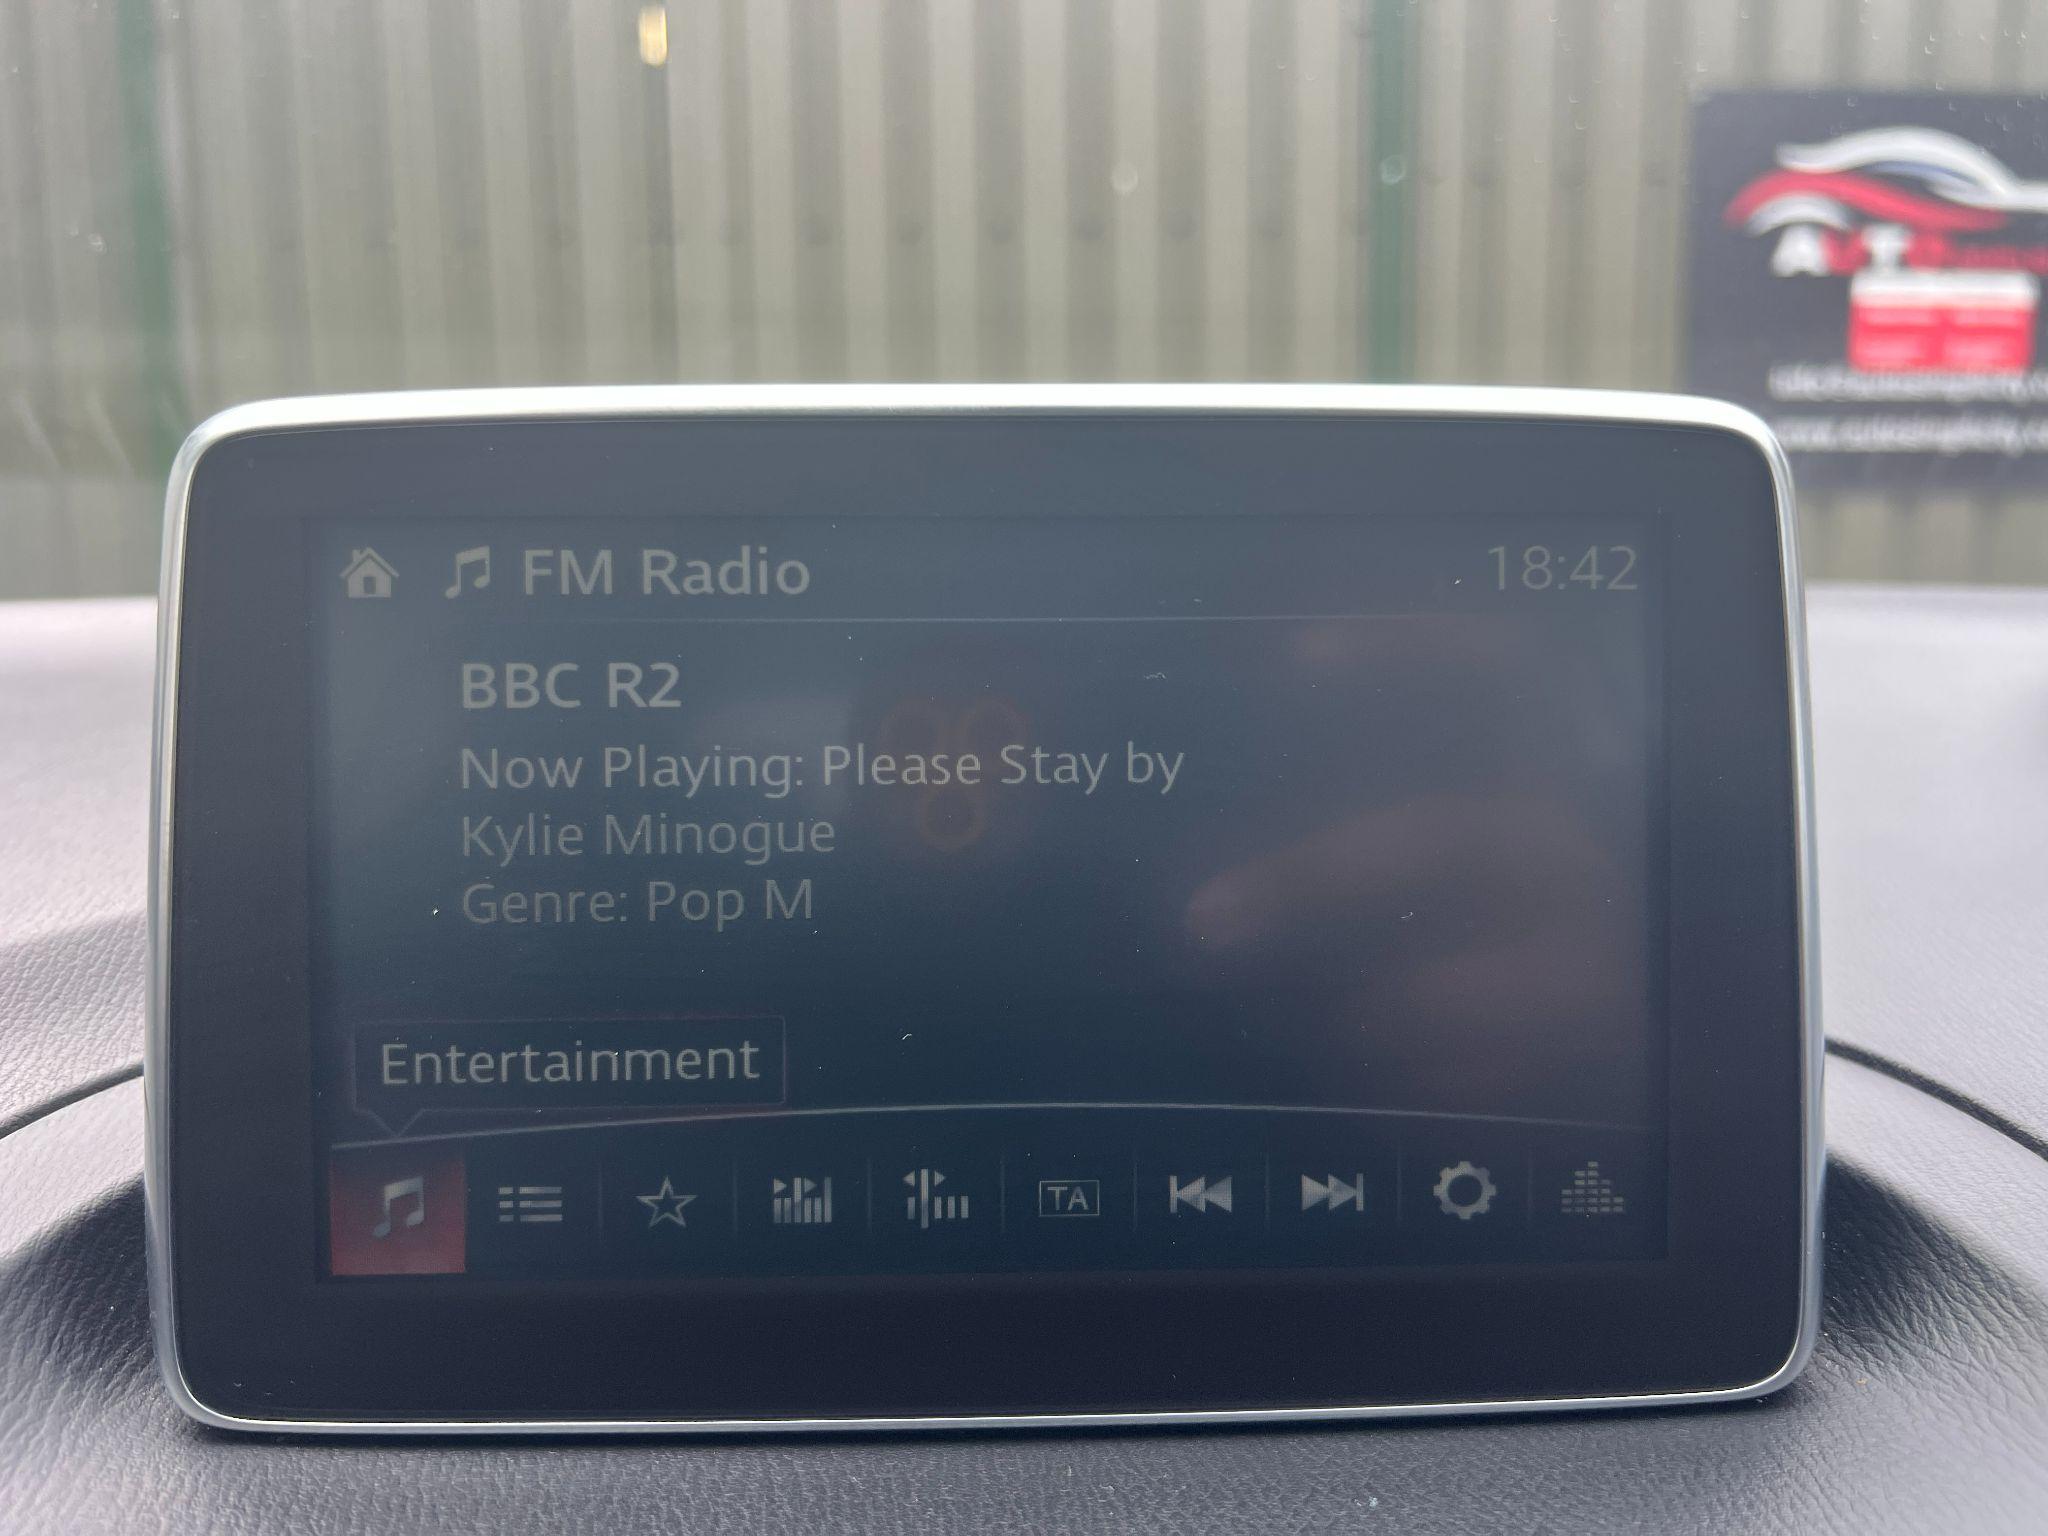 FM Radio
18:42
BBC R2
Now Playing: Please Stay by
Kylie Minogue
Genre: Pop M
Entertainment
TA